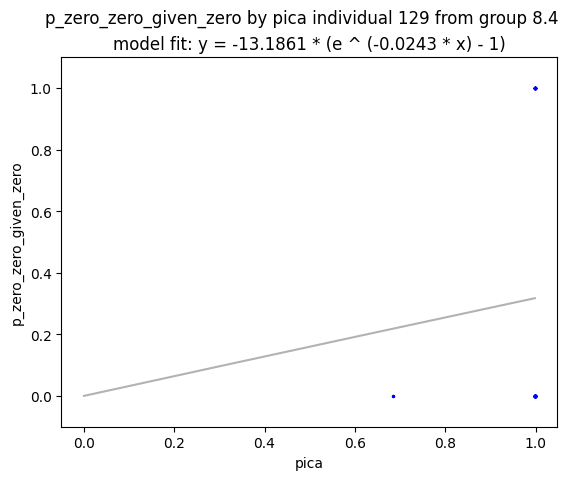 p_zero_zero_given_zero by pica individual 129 from group 8.4
model fit: y = -13.1861 * (e ^ (-0.0243 * x) - 1)
1.0
0.8
0.6
0.4
0.2
0.0
p_zero_zero_given_zero
0.0 0.2 0.4 0.6 0.8 1.0
pica